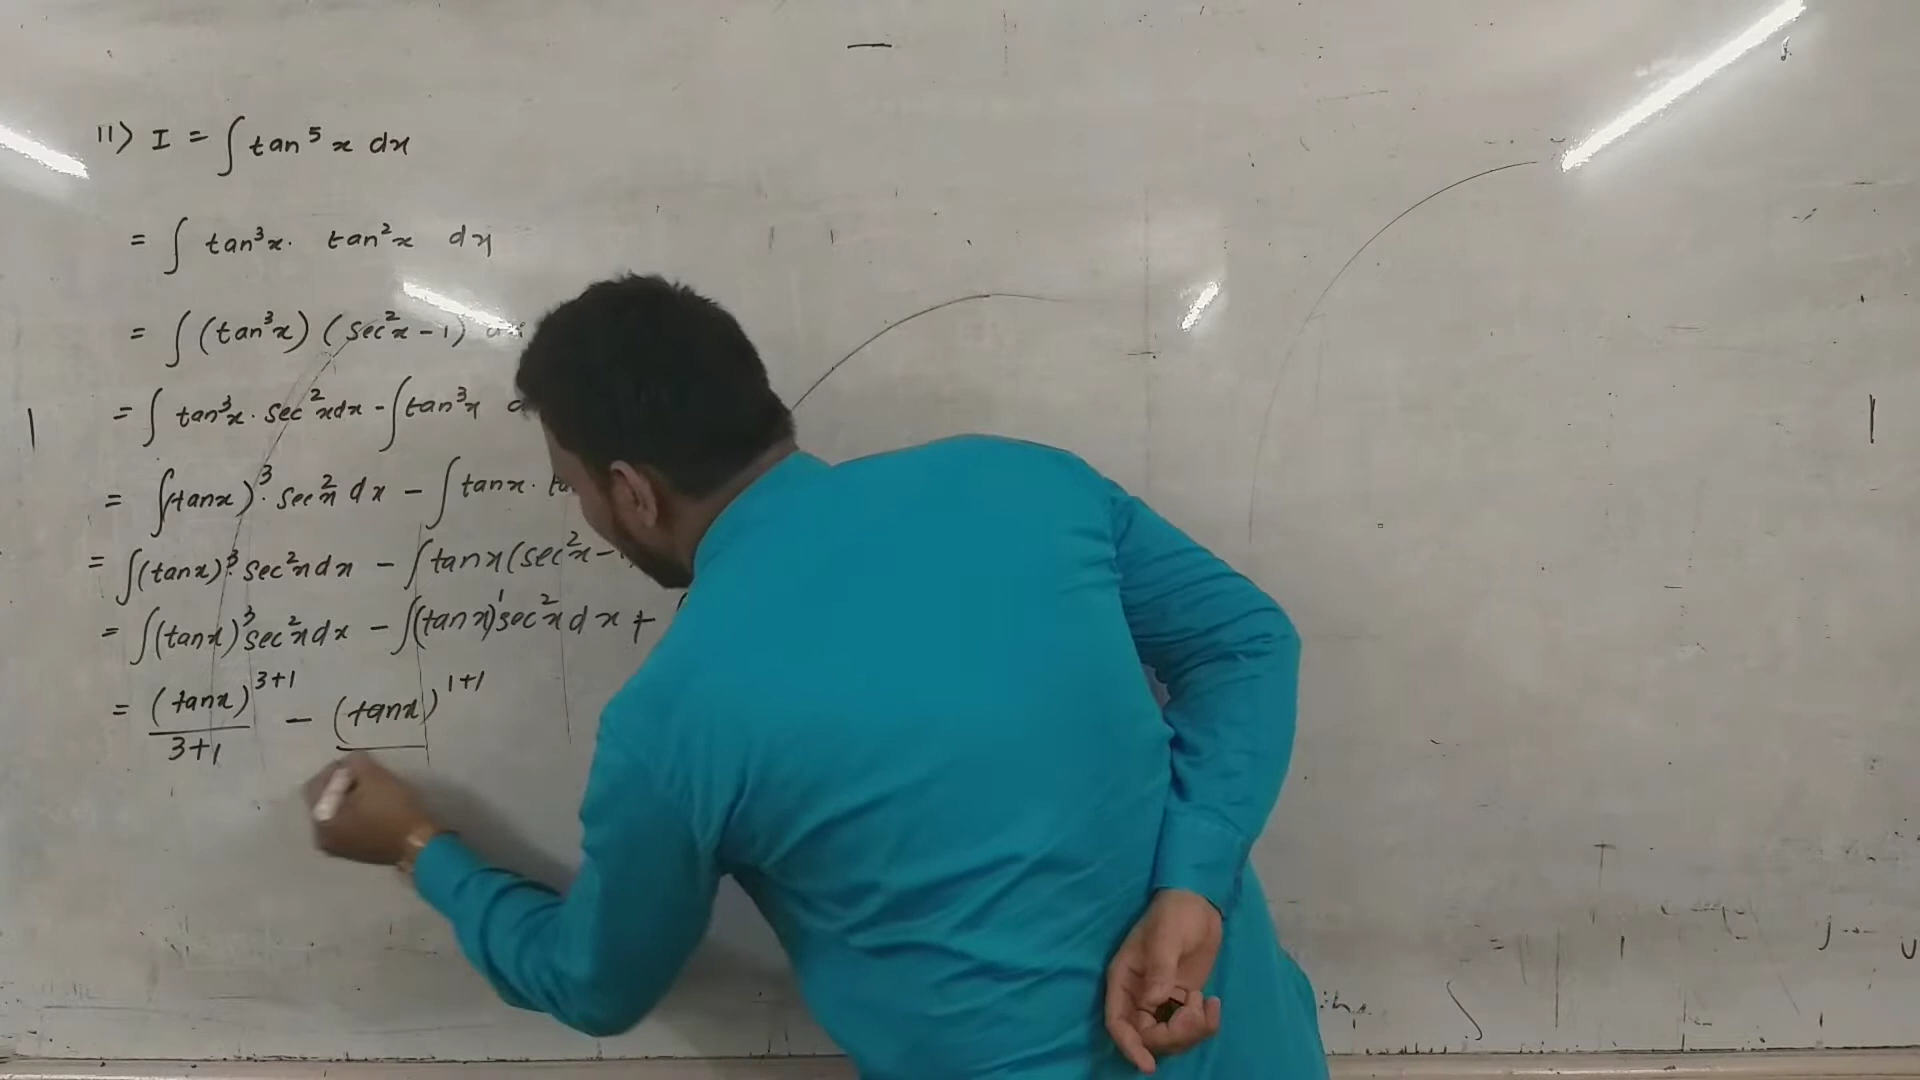 11) I = ∫ tan⁵ x dx
= ∫ tan³x · tan²x dx
= ∫ (tan³x) (sec²x - 1)
= ∫ tan³x · sec²x dx - ∫ tan³x
= ∫(tanx)³ · sec²x dx - ∫ tanx ·
= ∫(tanx)³ · sec²x dx - ∫ tanx (sec²x -
= ∫(tanx)³ sec²x dx - ∫(tanx)¹ sec²x dx +
= (tanx)³⁺¹/3+1 - (tanx)¹⁺¹